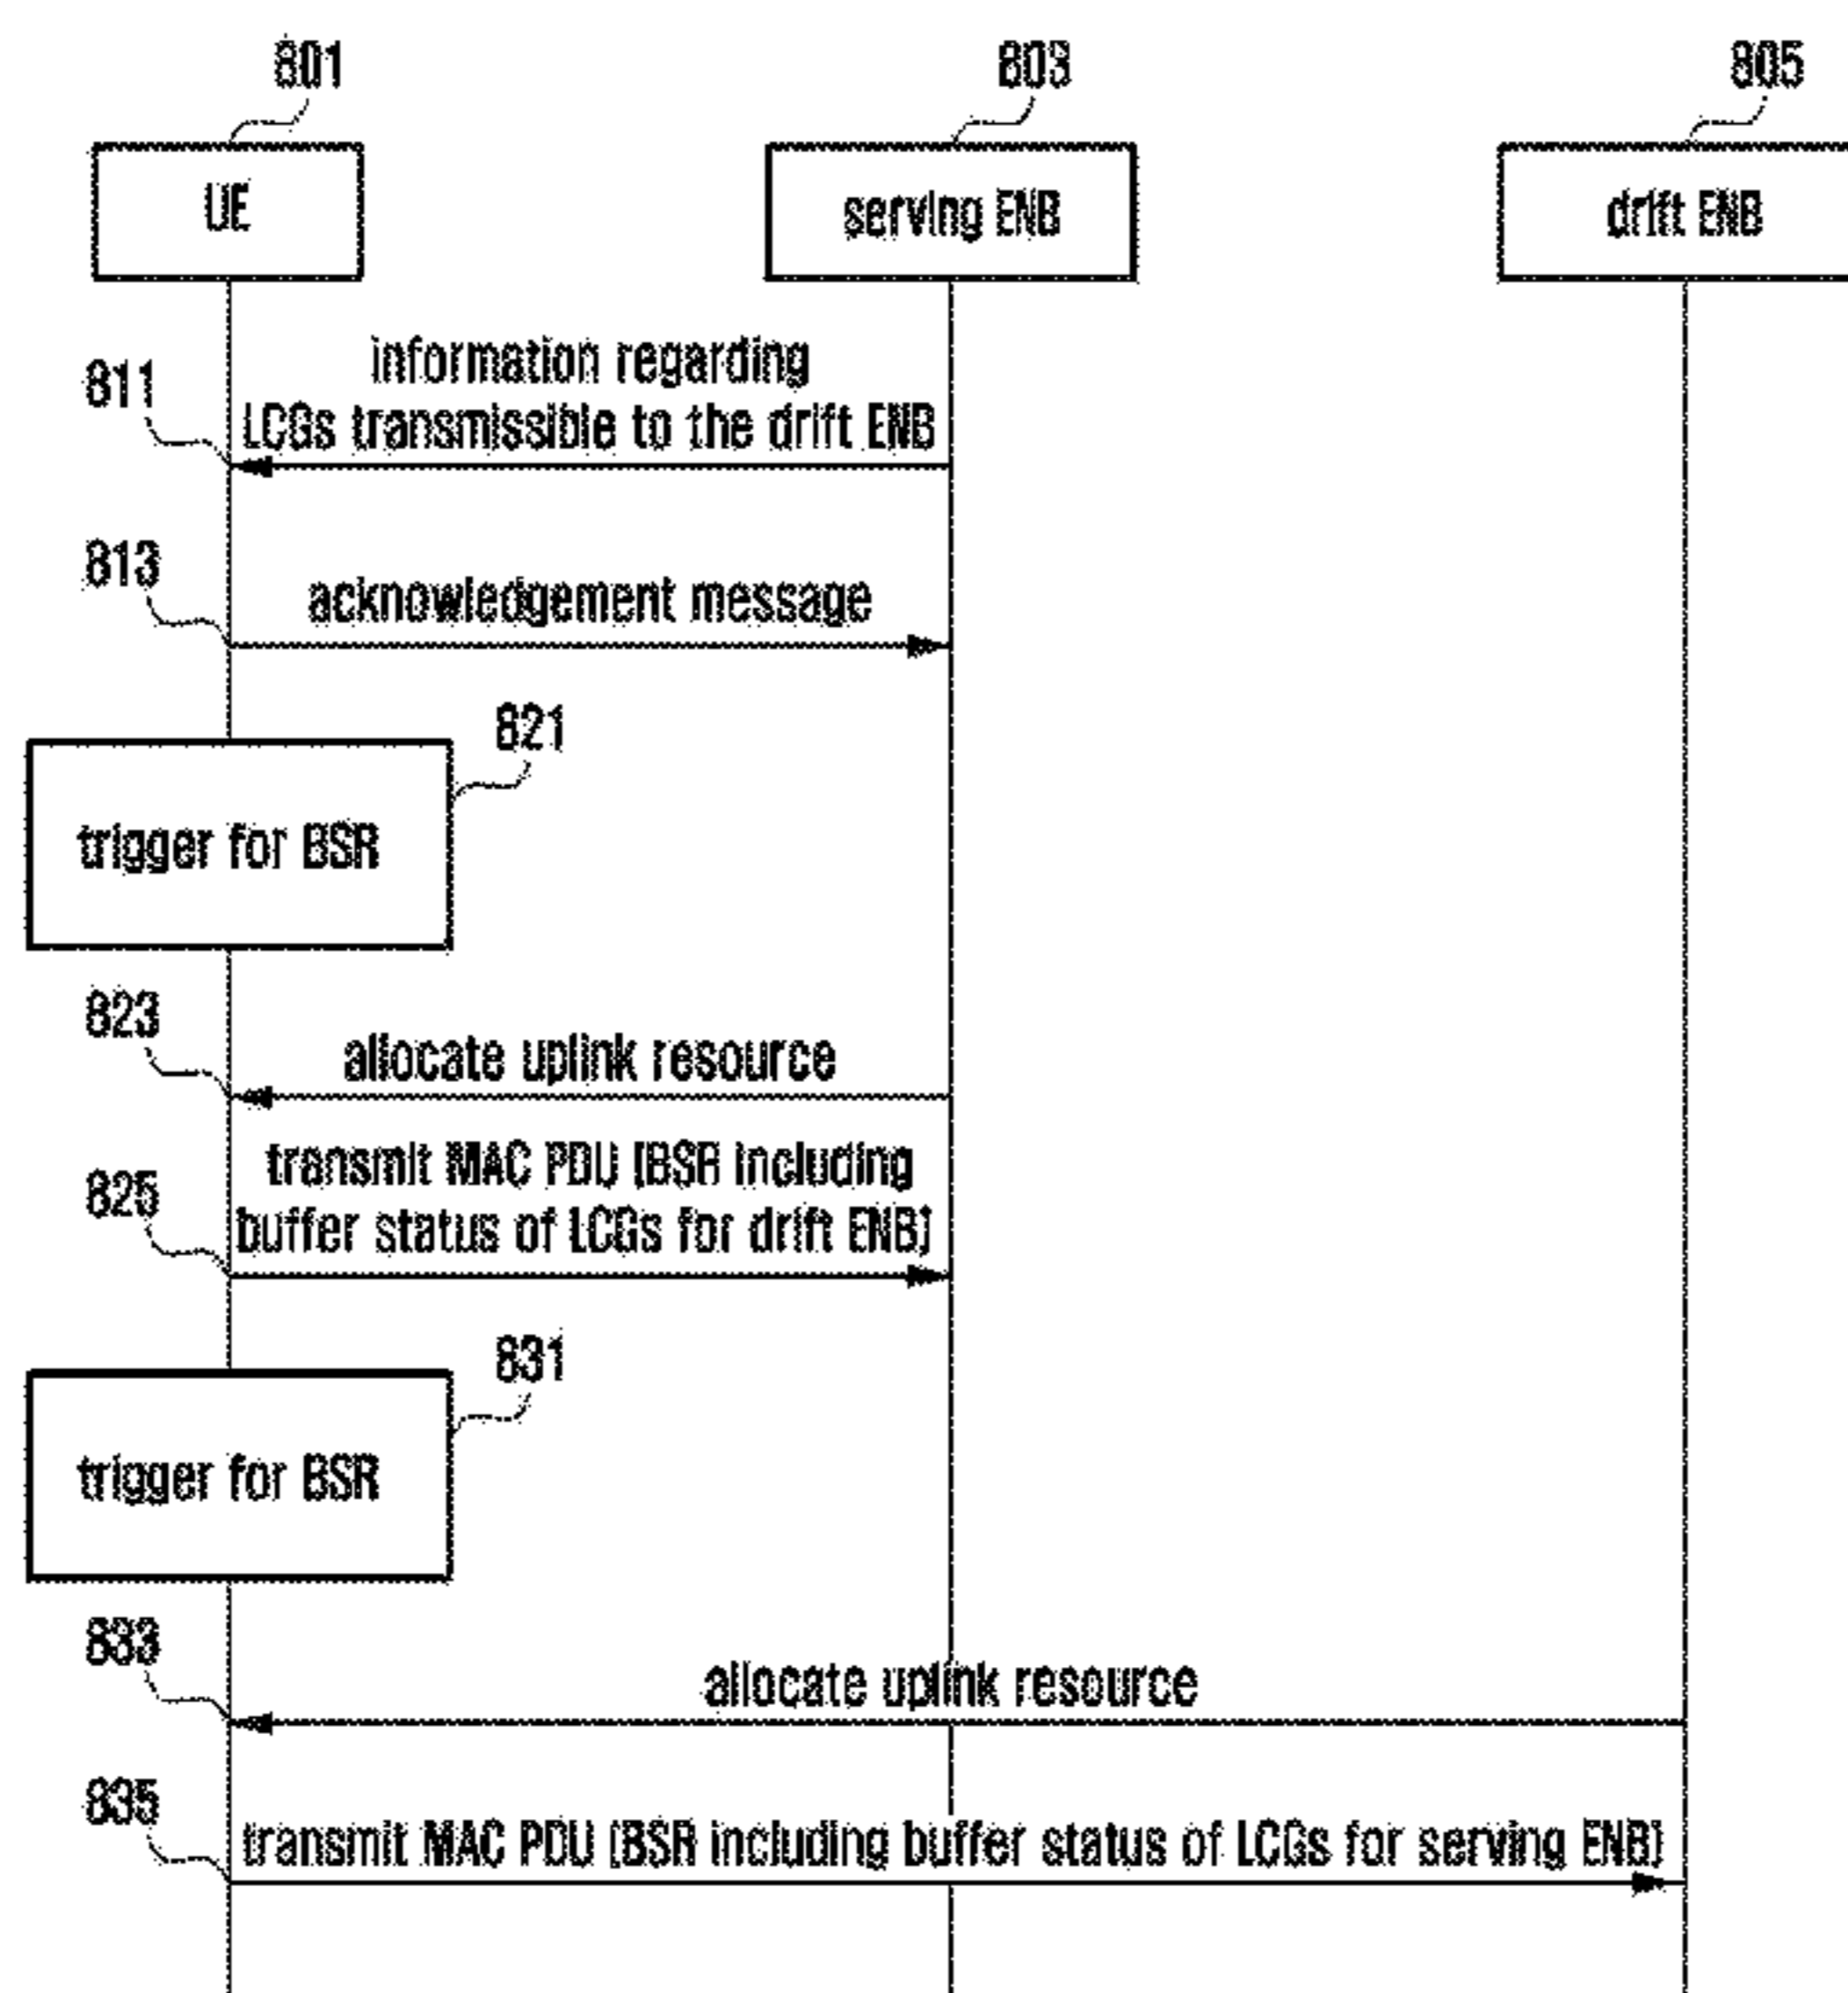 801
803
805
UE
serving ENB
drift ENB
811
information regarding
LCGs transmissible to the drift ENB
813
acknowledgement message
821
trigger for BSR
823
allocate uplink resource
825
transmit MAC PDU (BSR including
buffer status of LCGs for drift ENB)
831
trigger for BSR
833
allocate uplink resource
835
transmit MAC PDU (BSR including buffer status of LCGs for serving ENB)